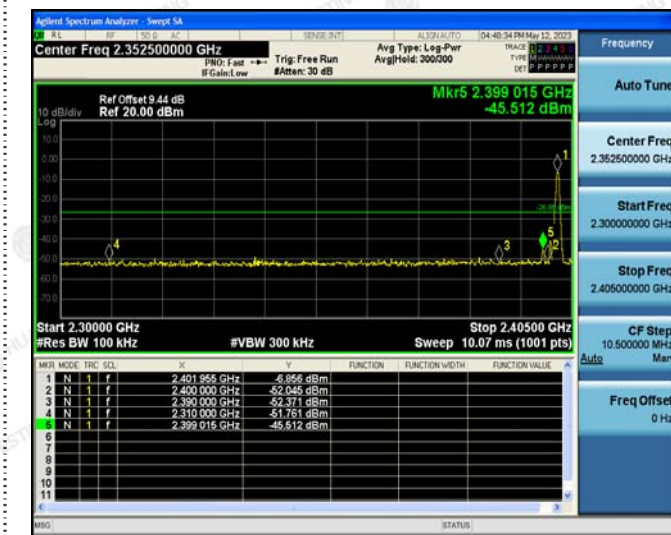 Agilent Spectrum Analyzer - Swept SA
RL RF 50 Ω AC SENSE:INT ALIGN AUTO 04:40:34 PM May 12, 2023
Center Freq 2.352500000 GHz
PNO: Fast
IFGain:Low
Trig: Free Run
#Atten: 30 dB
Avg Type: Log-Pwr
Avg|Hold: 300/300
TRACE 1 2 3 4 5 6
TYPE
DET P P P P P P
Ref Offset 9.44 dB
Ref 20.00 dBm
10 dB/div
Log
Mkr5 2.399 015 GHz
-45.512 dBm
10.0
0.00
-10.0
-20.0
-30.0
-40.0
-50.0
-60.0
-70.0
1
5
2
3
4
Start 2.30000 GHz Stop 2.40500 GHz
#Res BW 100 kHz #VBW 300 kHz Sweep 10.07 ms (1001 pts)
MKR MODE TRC SCL X Y FUNCTION FUNCTION WIDTH FUNCTION VALUE
1 N 1 f 2.401 955 GHz -6.856 dBm
2 N 1 f 2.400 000 GHz -52.045 dBm
3 N 1 f 2.390 000 GHz -52.371 dBm
4 N 1 f 2.310 000 GHz -51.761 dBm
5 N 1 f 2.399 015 GHz -45.512 dBm
6
7
8
9
10
11
MSG STATUS
Frequency
Auto Tune
Center Freq
2.352500000 GHz
Start Freq
2.300000000 GHz
Stop Freq
2.405000000 GHz
CF Step
10.500000 MHz
Auto Man
Freq Offset
0 Hz